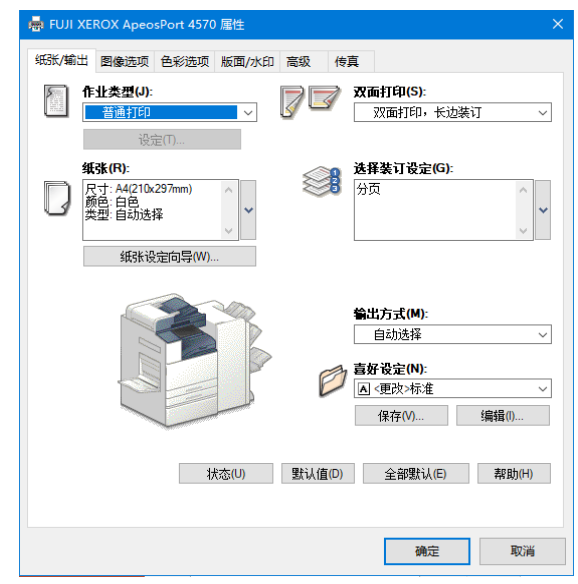 FUJI XEROX ApeosPort 4570 属性
纸张/输出 图像选项 色彩选项 版面/水印 高级 传真
作业类型(J):
普通打印
设定(T)...
双面打印(S):
双面打印，长边装订
纸张(R):
尺寸: A4(210x297mm)
颜色: 白色
类型: 自动选择
纸张设定向导(W)...
选择装订设定(G):
1
2
3
分页
输出方式(M):
自动选择
喜好设定(N):
A <更改>标准
保存(V)... 编辑(I)...
状态(U) 默认值(D) 全部默认(E) 帮助(H)
确定 取消